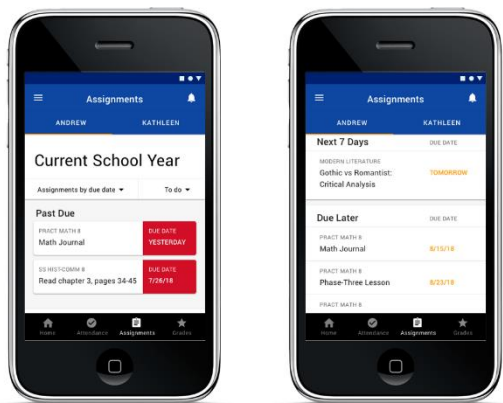 Assignments
ANDREW KATHLEEN
Current School Year
Assignments by due date To do
Past Due
PRACT MATH 8 DUE DATE
Math Journal YESTERDAY
SS HIST-COMM 8 DUE DATE
Read chapter 3, pages 34-45 7/26/18
Home Attendance Assignments Grades
Assignments
ANDREW KATHLEEN
Next 7 Days DUE DATE
MODERN LITERATURE
Gothic vs Romantist: TOMORROW
Critical Analysis
Due Later DUE DATE
PRACT MATH 8
Math Journal 8/15/18
PRACT MATH 8
Phase-Three Lesson 8/23/18
PRACT MATH 8
Home Attendance Assignments Grades